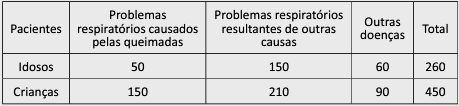 Pacientes Problemas respiratórios causados pelas queimadas Problemas respiratórios resultantes de outras causas Outras doenças Total
Idosos 50 150 60 260
Crianças 150 210 90 450